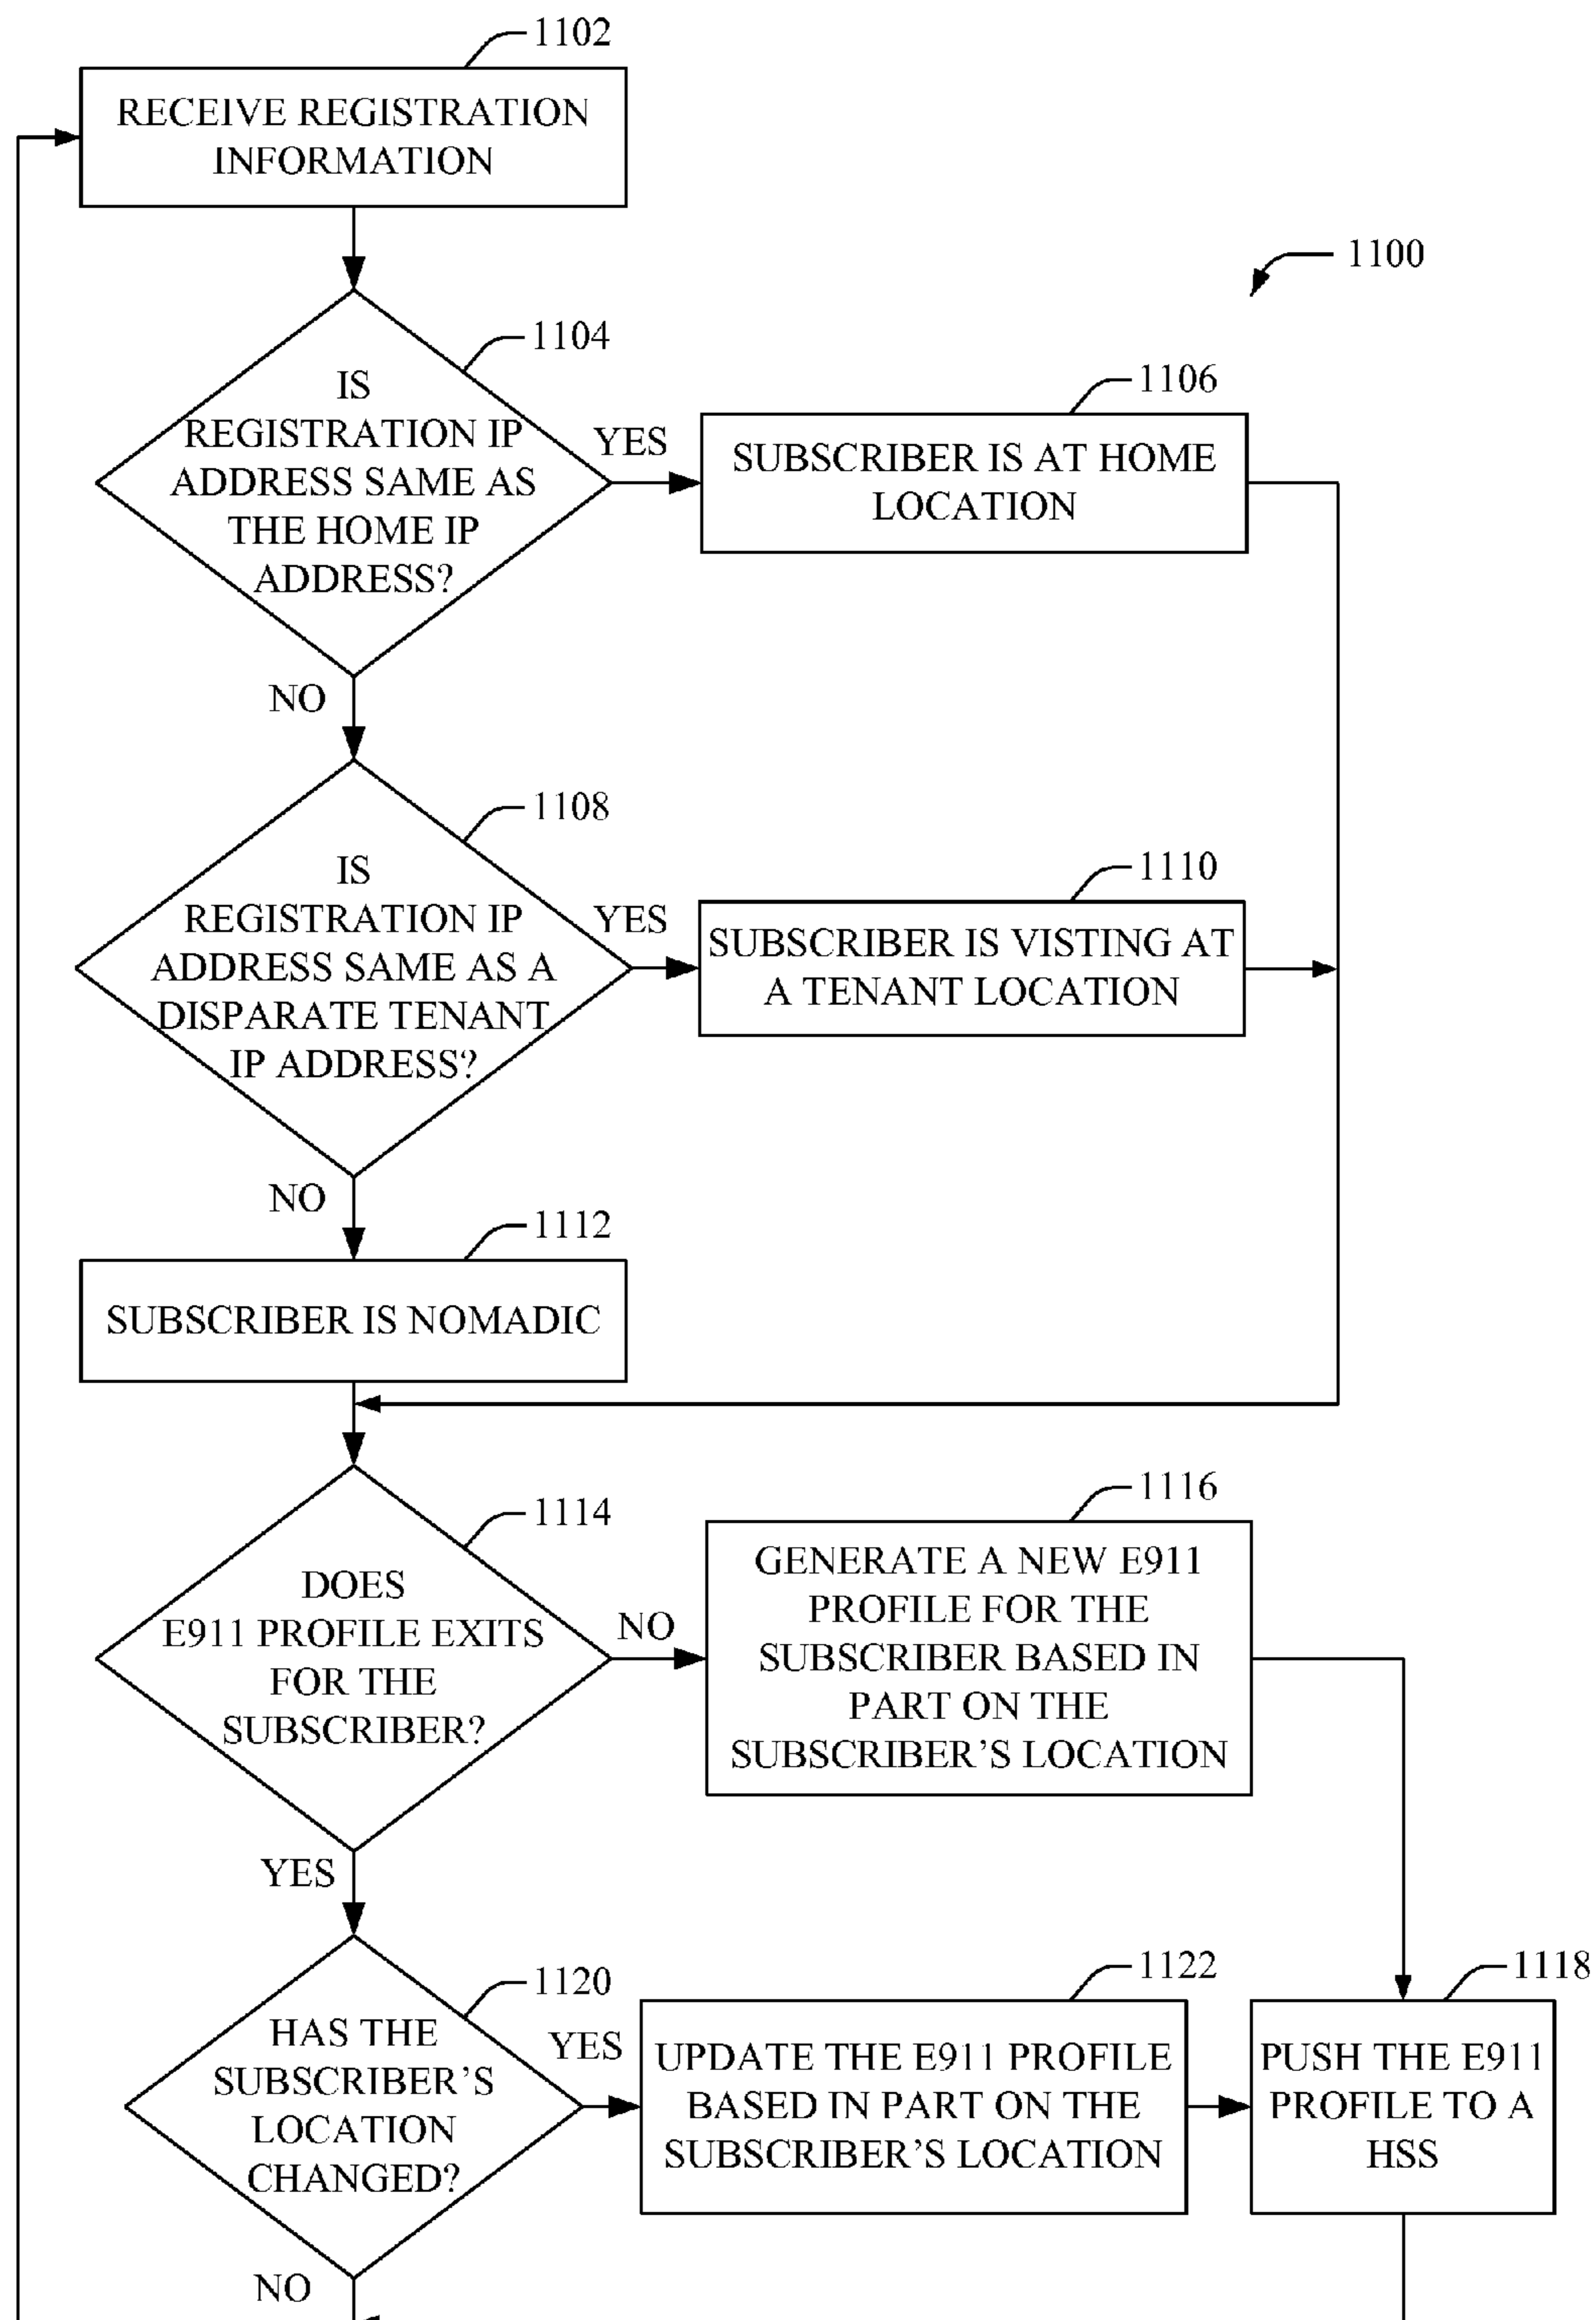 1102
RECEIVE REGISTRATION
INFORMATION
1100
1104
IS
REGISTRATION IP
ADDRESS SAME AS
THE HOME IP
ADDRESS?
YES
1106
SUBSCRIBER IS AT HOME
LOCATION
NO
1108
IS
REGISTRATION IP
ADDRESS SAME AS A
DISPARATE TENANT
IP ADDRESS?
YES
1110
SUBSCRIBER IS VISTING AT
A TENANT LOCATION
NO
1112
SUBSCRIBER IS NOMADIC
1114
DOES
E911 PROFILE EXITS
FOR THE
SUBSCRIBER?
NO
1116
GENERATE A NEW E911
PROFILE FOR THE
SUBSCRIBER BASED IN
PART ON THE
SUBSCRIBER'S LOCATION
YES
1120
HAS THE
SUBSCRIBER'S
LOCATION
CHANGED?
YES
1122
UPDATE THE E911 PROFILE
BASED IN PART ON THE
SUBSCRIBER'S LOCATION
1118
PUSH THE E911
PROFILE TO A
HSS
NO